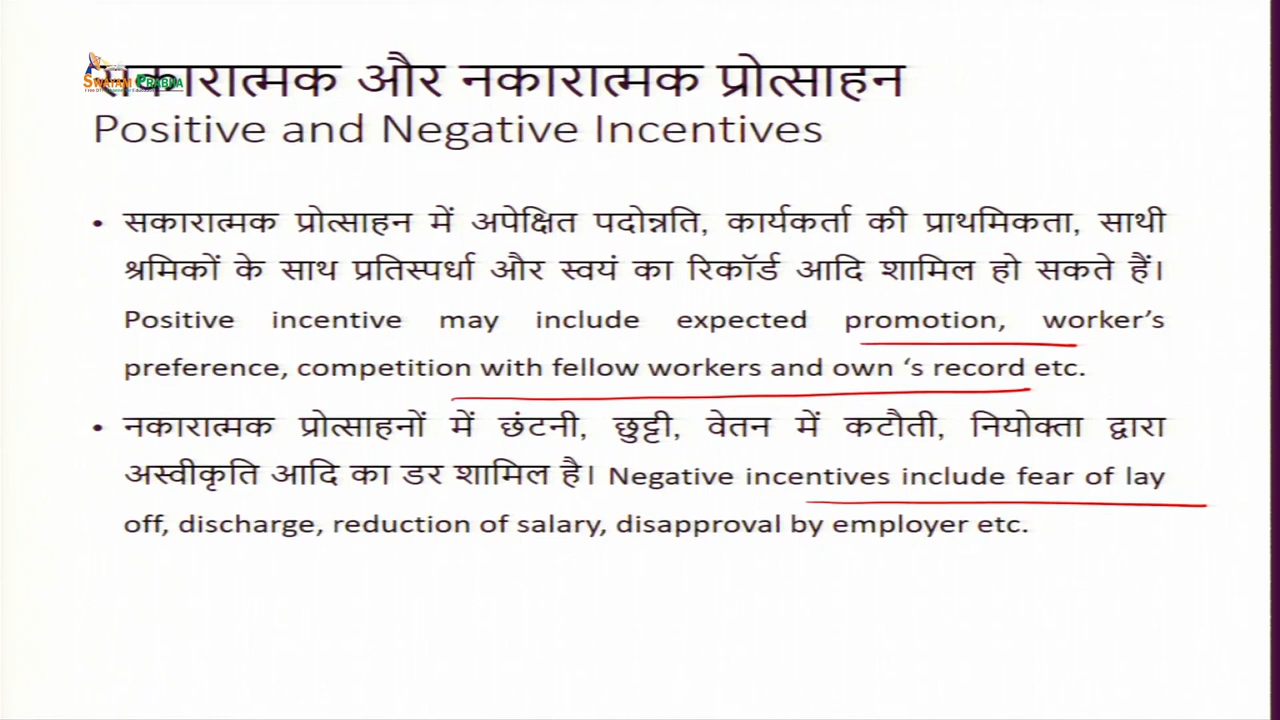 SWAYAM PRABHA
सकारात्मक और नकारात्मक प्रोत्साहन
Positive and Negative Incentives
• सकारात्मक प्रोत्साहन में अपेक्षित पदोन्नति, कार्यकर्ता की प्राथमिकता, साथी
श्रमिकों के साथ प्रतिस्पर्धा और स्वयं का रिकॉर्ड आदि शामिल हो सकते हैं।
Positive incentive may include expected promotion, worker’s
preference, competition with fellow workers and own ‘s record etc.
• नकारात्मक प्रोत्साहनों में छंटनी, छुट्टी, वेतन में कटौती, नियोक्ता द्वारा
अस्वीकृति आदि का डर शामिल है। Negative incentives include fear of lay
off, discharge, reduction of salary, disapproval by employer etc.